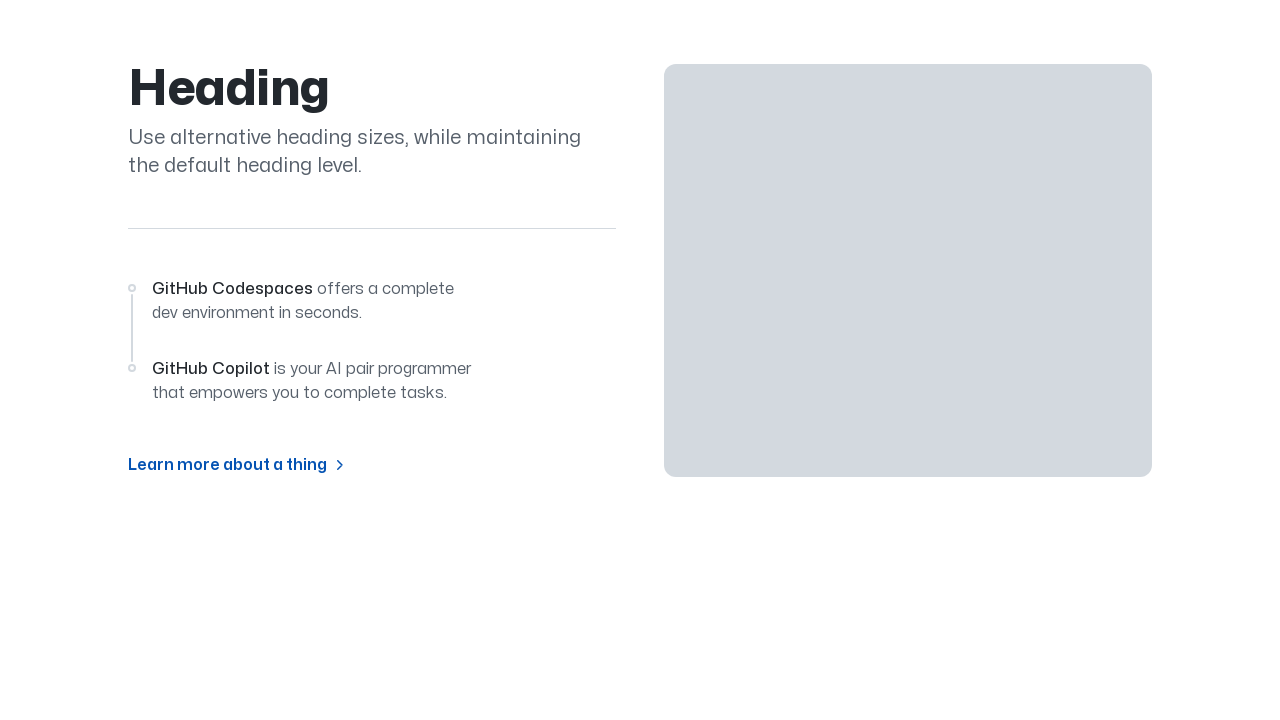 Heading
Use alternative heading sizes, while maintaining
the default heading level.
GitHub Codespaces offers a complete
dev environment in seconds.
GitHub Copilot is your AI pair programmer
that empowers you to complete tasks.
Learn more about a thing